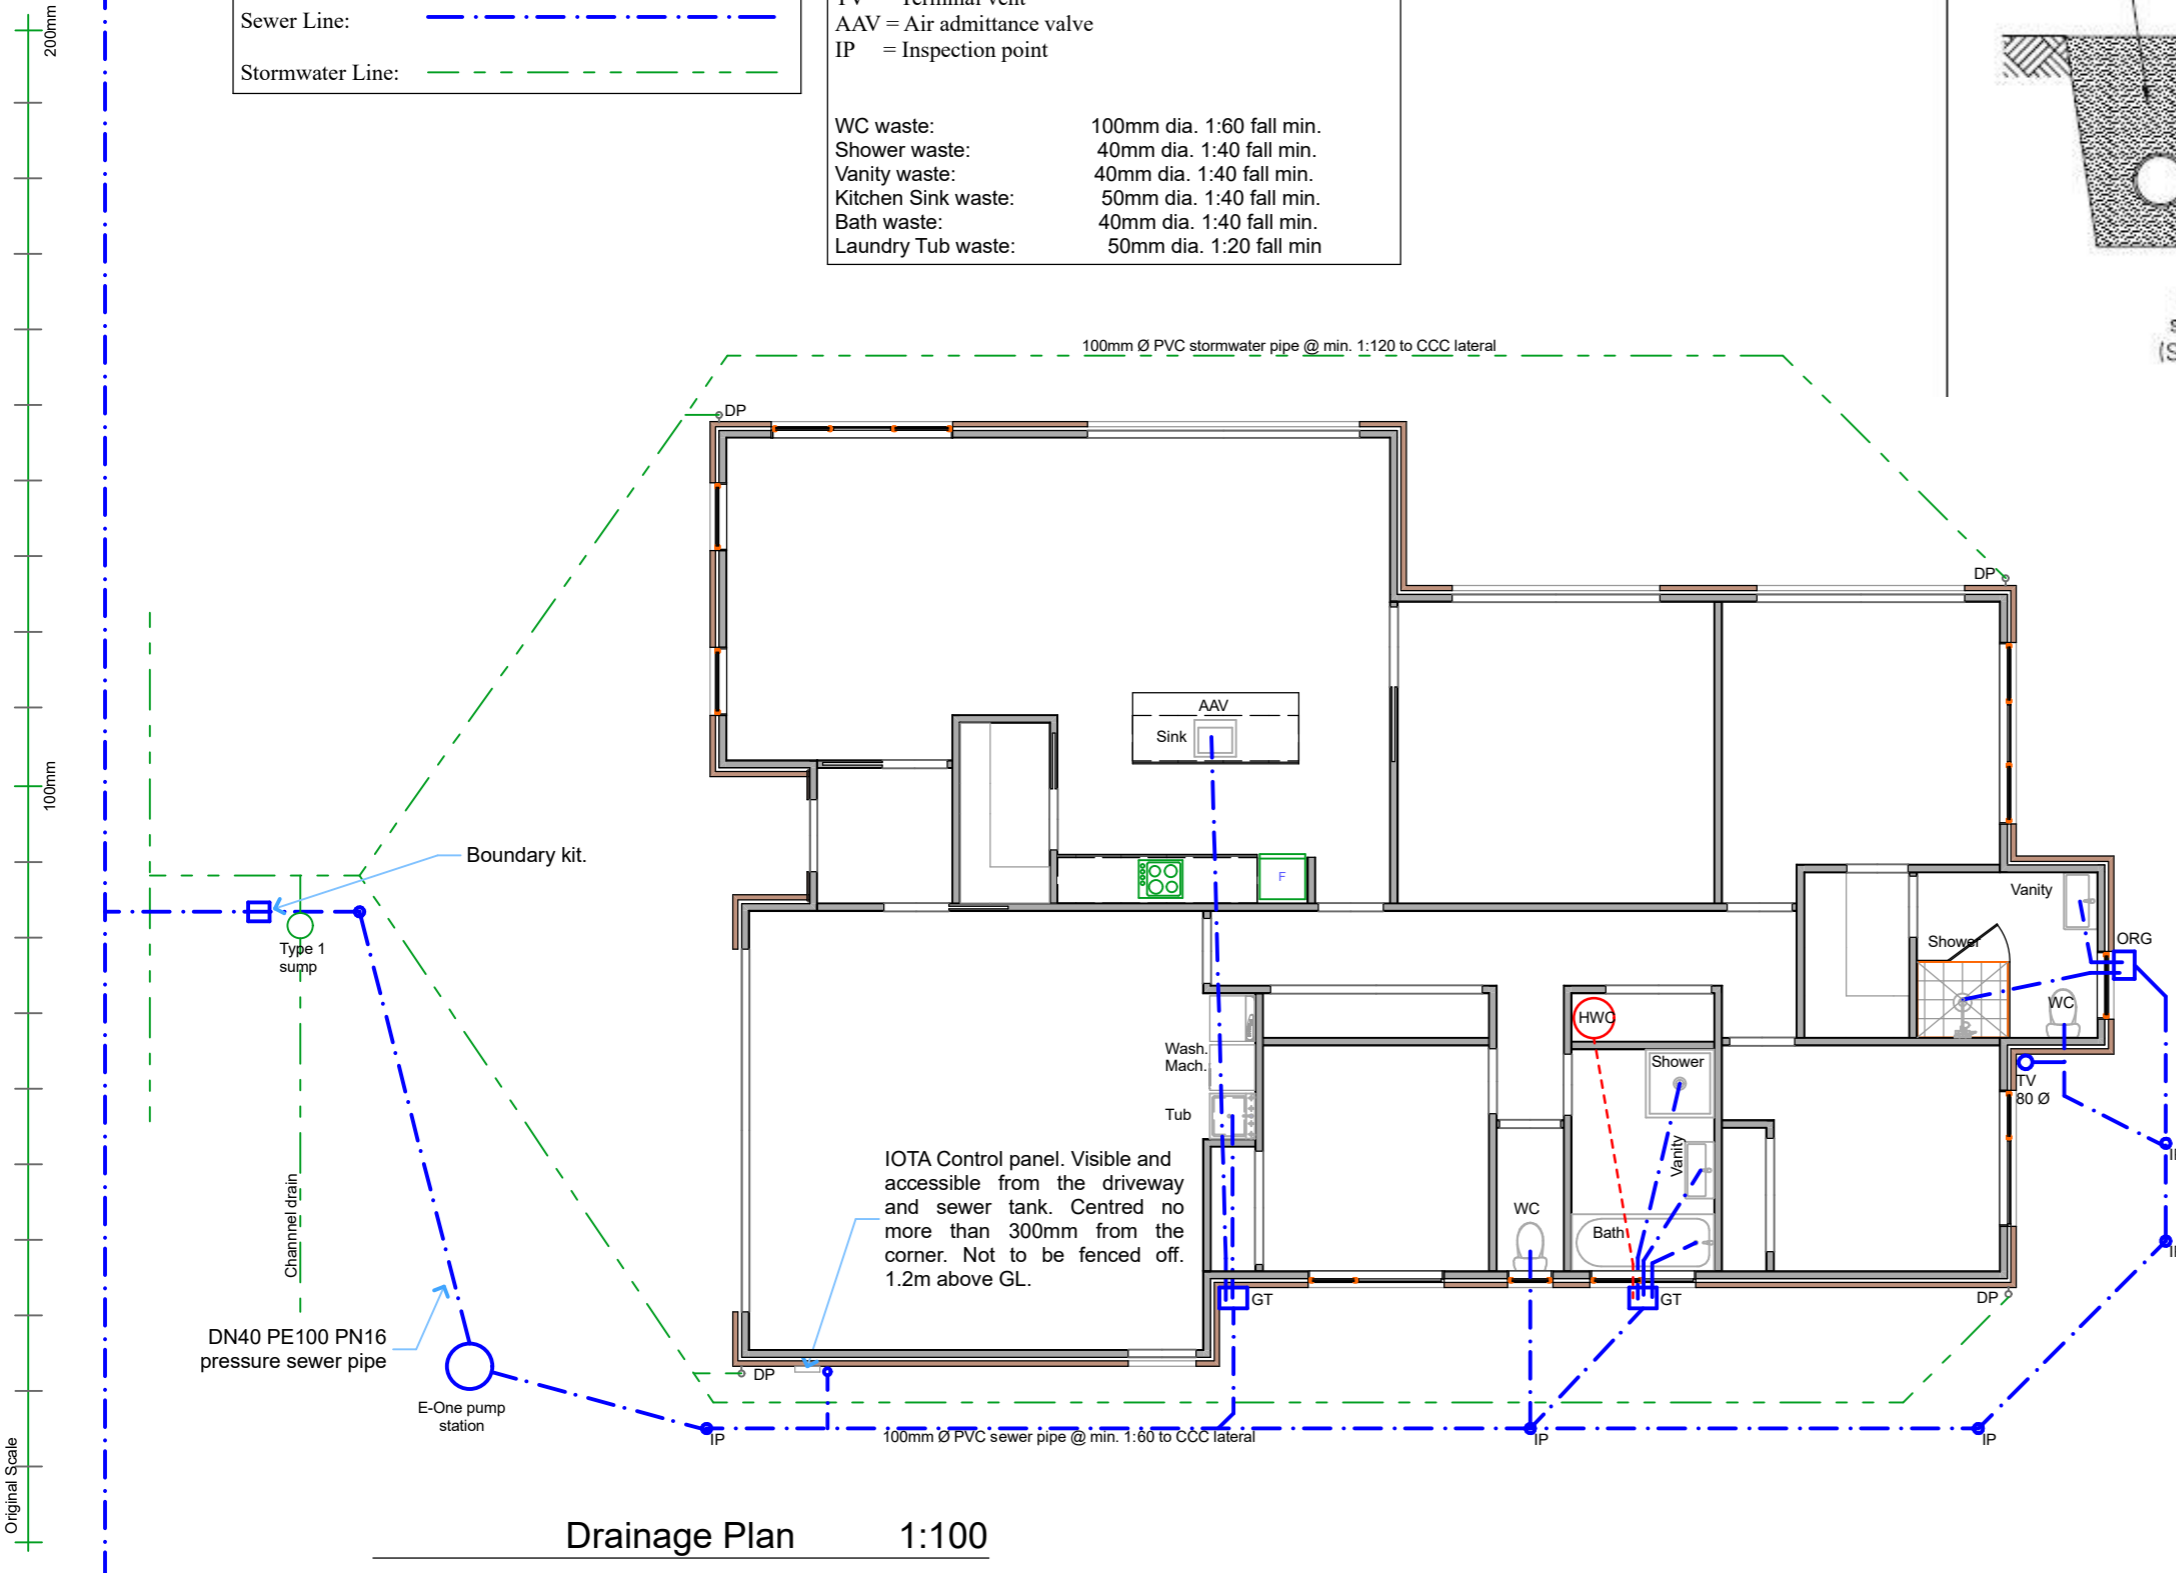 200mm
Sewer Line:
Stormwater Line:
TV = Terminal vent
AAV = Air admittance valve
IP = Inspection point
WC waste: 100mm dia. 1:60 fall min.
Shower waste: 40mm dia. 1:40 fall min.
Vanity waste: 40mm dia. 1:40 fall min.
Kitchen Sink waste: 50mm dia. 1:40 fall min.
Bath waste: 40mm dia. 1:40 fall min.
Laundry Tub waste: 50mm dia. 1:20 fall min
(S
100mm Ø PVC stormwater pipe @ min. 1:120 to CCC lateral
DP
DP
AAV
Sink
100mm
Boundary kit.
F
Vanity
Shower
ORG
Type 1
sump
WC
HWC
Wash.
Mach.
Shower
TV
80 Ø
Tub
Vanity
IP
IOTA Control panel. Visible and
accessible from the driveway
and sewer tank. Centred no
more than 300mm from the
corner. Not to be fenced off.
1.2m above GL.
Channel drain
WC
Bath
IP
GT
GT
DP
DN40 PE100 PN16
pressure sewer pipe
DP
E-One pump
station
IP
100mm Ø PVC sewer pipe @ min. 1:60 to CCC lateral
IP
IP
Original Scale
Drainage Plan 1:100